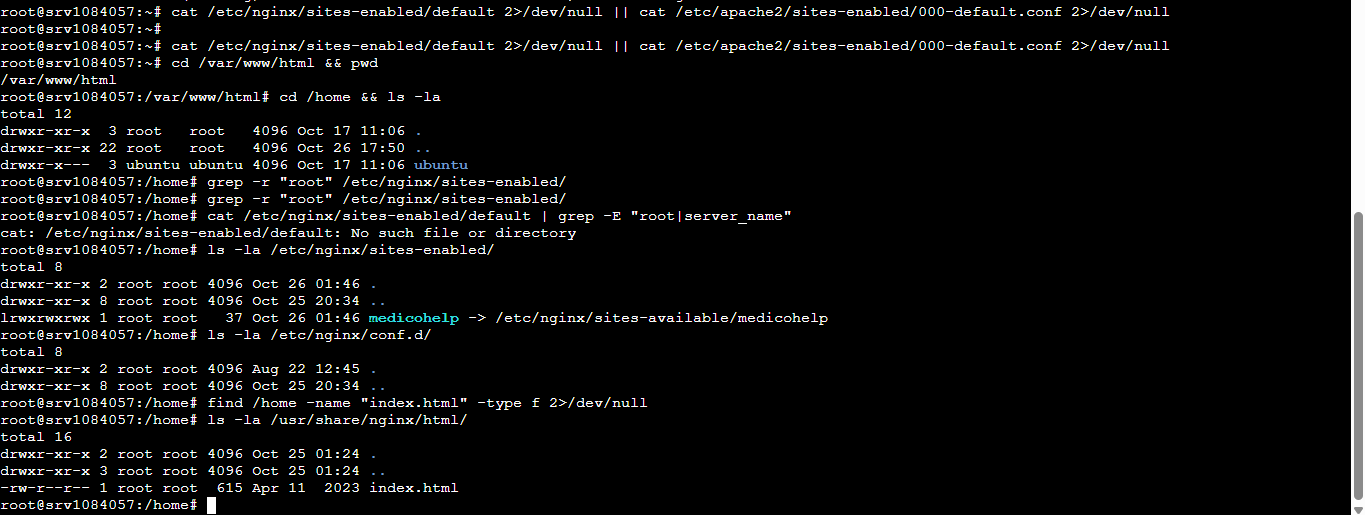 root@srv1084057:~# cat /etc/nginx/sites-enabled/default 2>/dev/null || cat /etc/apache2/sites-enabled/000-default.conf 2>/dev/null
root@srv1084057:~#
root@srv1084057:~# cat /etc/nginx/sites-enabled/default 2>/dev/null || cat /etc/apache2/sites-enabled/000-default.conf 2>/dev/null
root@srv1084057:~# cd /var/www/html && pwd
/var/www/html
root@srv1084057:/var/www/html# cd /home && ls -la
total 12
drwxr-xr-x  3 root   root   4096 Oct 17 11:06 .
drwxr-xr-x 22 root   root   4096 Oct 26 17:50 ..
drwxr-x---  3 ubuntu ubuntu 4096 Oct 17 11:06 ubuntu
root@srv1084057:/home# grep -r "root" /etc/nginx/sites-enabled/
root@srv1084057:/home# grep -r "root" /etc/nginx/sites-enabled/
root@srv1084057:/home# cat /etc/nginx/sites-enabled/default | grep -E "root|server_name"
cat: /etc/nginx/sites-enabled/default: No such file or directory
root@srv1084057:/home# ls -la /etc/nginx/sites-enabled/
total 8
drwxr-xr-x 2 root root 4096 Oct 26 01:46 .
drwxr-xr-x 8 root root 4096 Oct 25 20:34 ..
lrwxrwxrwx 1 root root   37 Oct 26 01:46 medicohelp -> /etc/nginx/sites-available/medicohelp
root@srv1084057:/home# ls -la /etc/nginx/conf.d/
total 8
drwxr-xr-x 2 root root 4096 Aug 22 12:45 .
drwxr-xr-x 8 root root 4096 Oct 25 20:34 ..
root@srv1084057:/home# find /home -name "index.html" -type f 2>/dev/null
root@srv1084057:/home# ls -la /usr/share/nginx/html/
total 16
drwxr-xr-x 2 root root 4096 Oct 25 01:24 .
drwxr-xr-x 3 root root 4096 Oct 25 01:24 ..
-rw-r--r-- 1 root root  615 Apr 11  2023 index.html
root@srv1084057:/home#